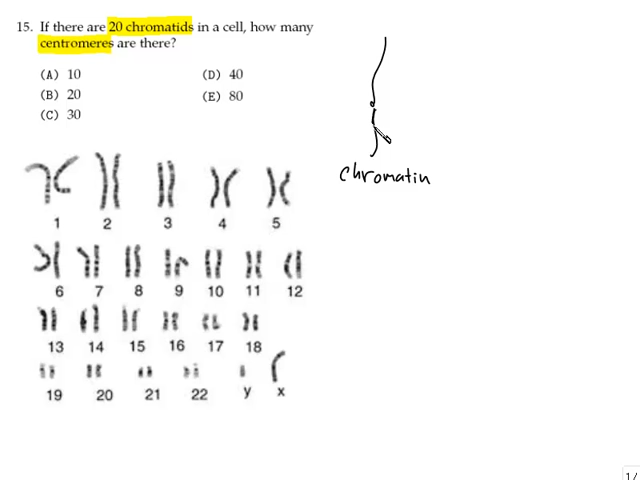 15. If there are 20 chromatids in a cell, how many
centromeres are there?
(A) 10
(D) 40
(B) 20
(E) 80
(C) 30
chromatin
1 2 3 4 5
6 7 8 9 10 11 12
13 14 15 16 17 18
19 20 21 22 y x